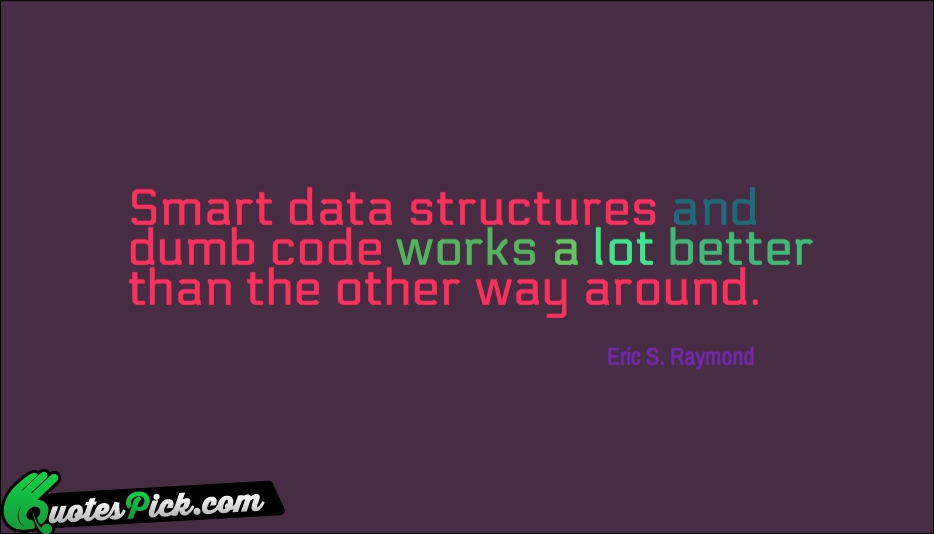 Smart data structures and
dumb code works a lot better
than the other way around.
Eric S. Raymond
QuotesPick.com